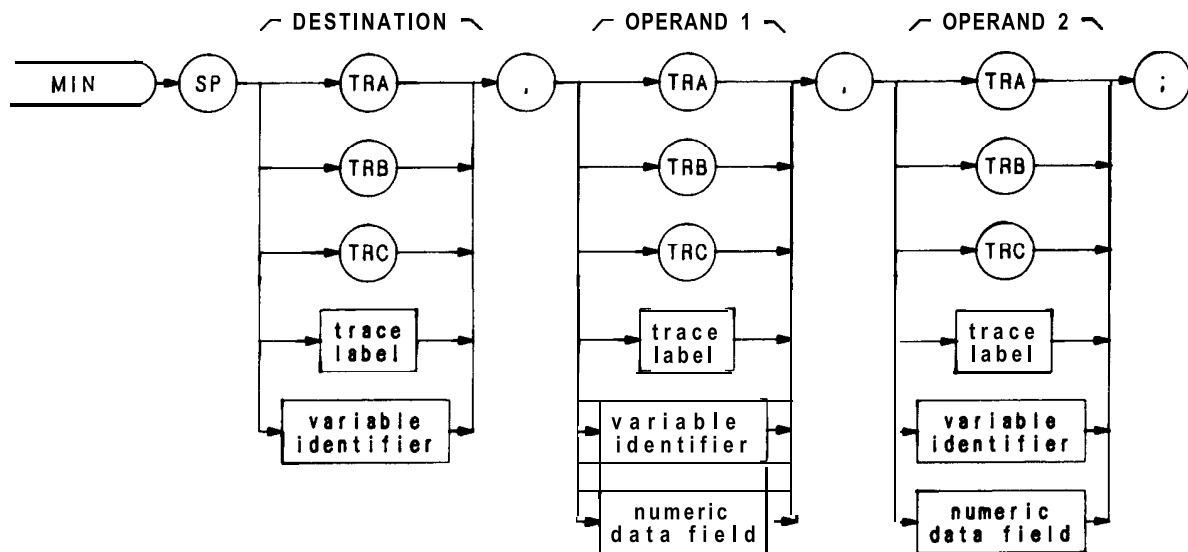 DESTINATION OPERAND 1 OPERAND 2
MIN SP TRA , TRA , TRA ;
TRB TRB TRB
TRC TRC TRC
trace trace trace
label label label
variable variable variable
identifier identifier identifier
numeric numeric
data field data field